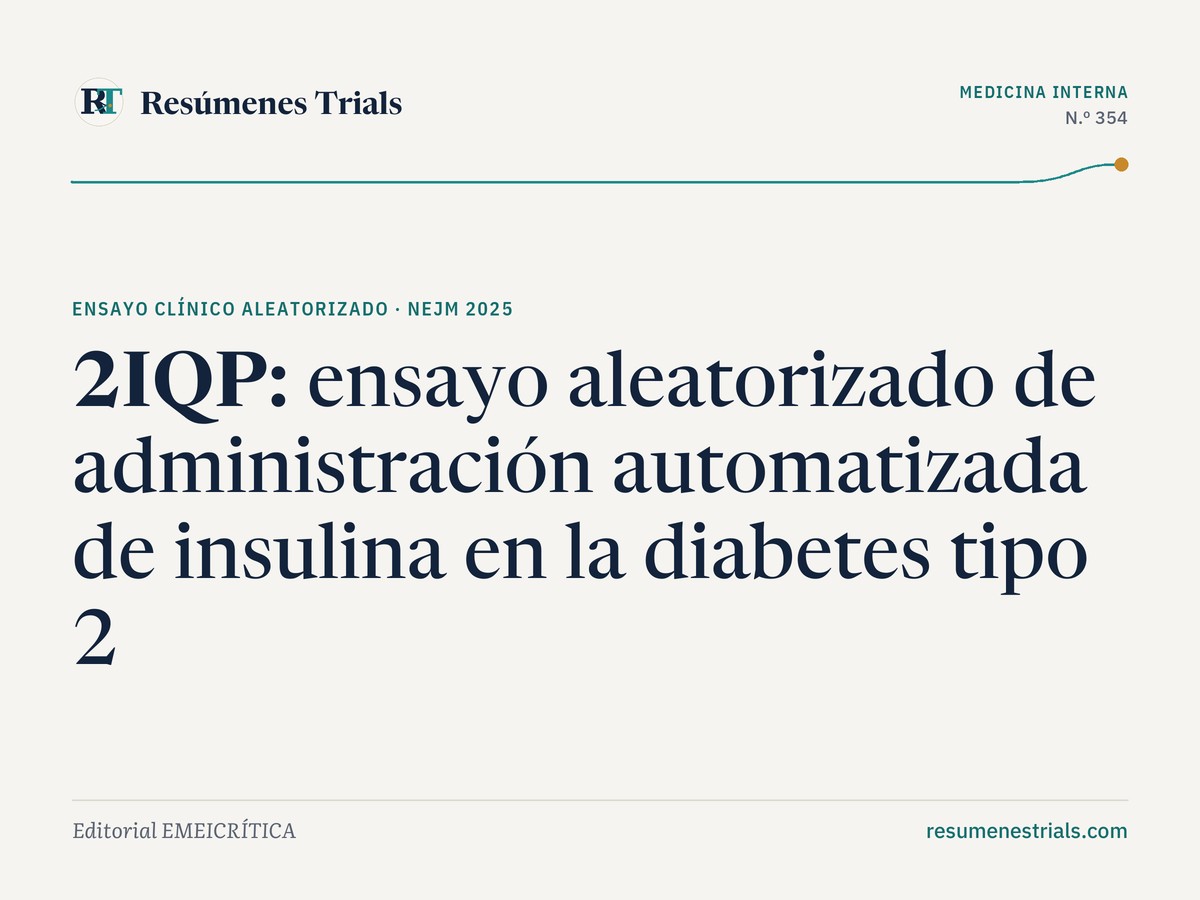 RT Resúmenes Trials
MEDICINA INTERNA
N.º 354
ENSAYO CLÍNICO ALEATORIZADO · NEJM 2025
2IQP: ensayo aleatorizado de
administración automatizada
de insulina en la diabetes tipo
2
Editorial EMEICRÍTICA
resumenestrials.com